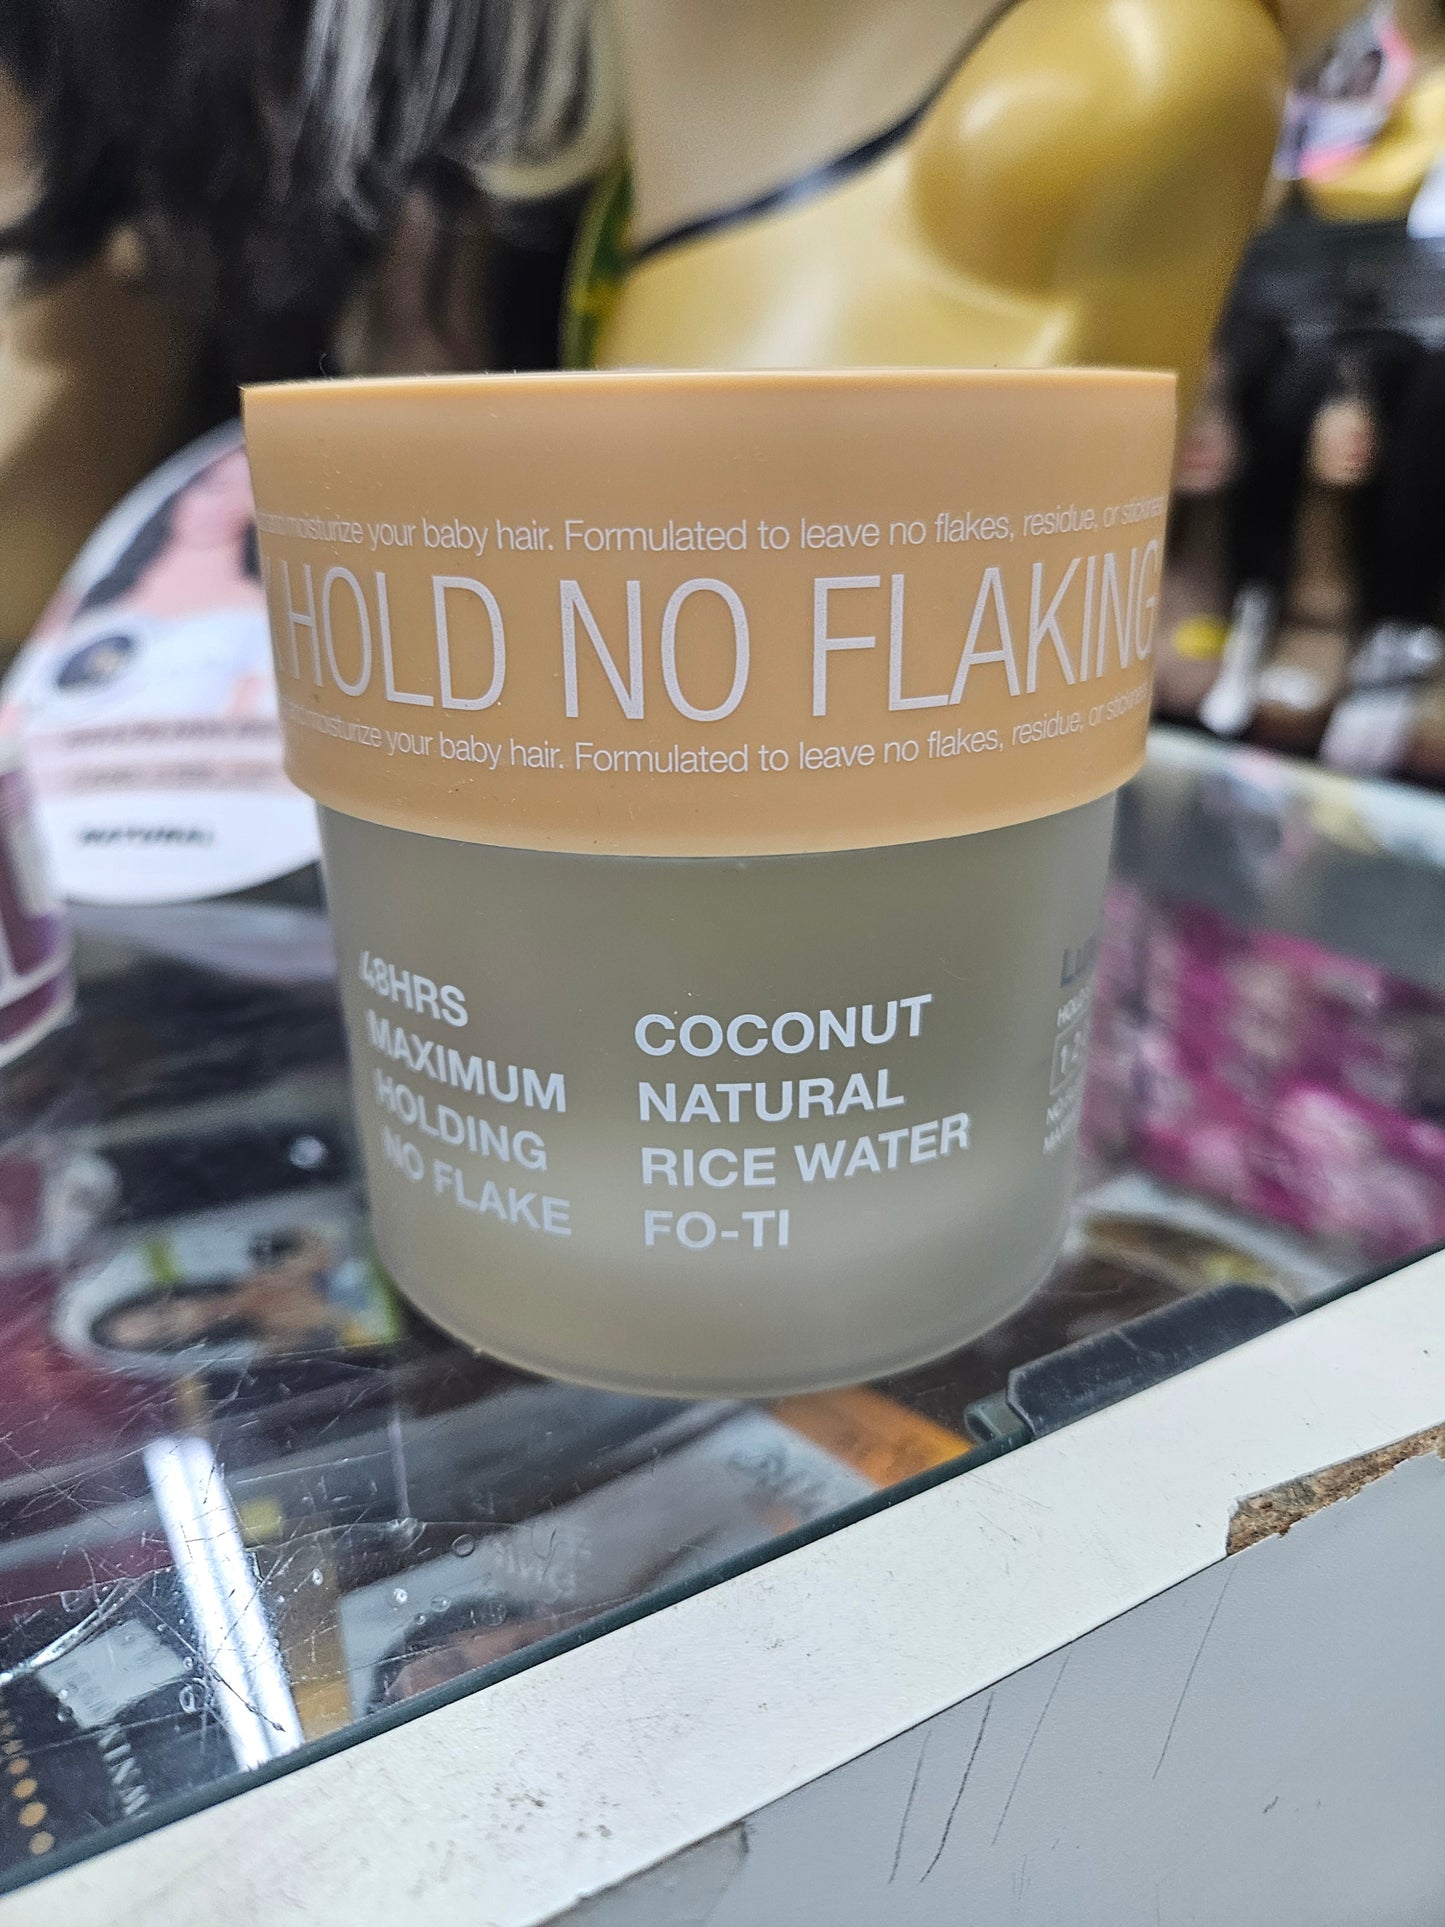 moisturize your baby hair. Formulated to leave no flakes, residue, or
HOLD NO FLAKING
moisturize your baby hair. Formulated to leave no flakes, residue, or
48HRS
MAXIMUM
HOLDING
NO FLAKE
COCONUT
NATURAL
RICE WATER
FO-TI